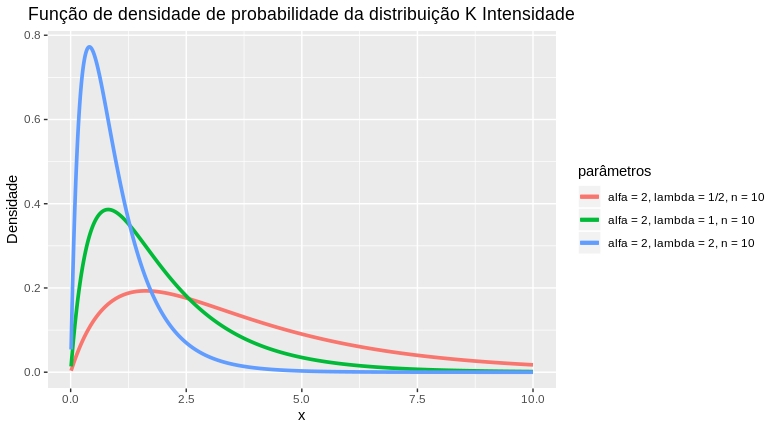 Função de densidade de probabilidade da distribuição K Intensidade
0.8
0.6
0.4
0.2
0.0
Densidade
0.0 2.5 5.0 7.5 10.0
x
parâmetros
alfa = 2, lambda = 1/2, n = 10
alfa = 2, lambda = 1, n = 10
alfa = 2, lambda = 2, n = 10